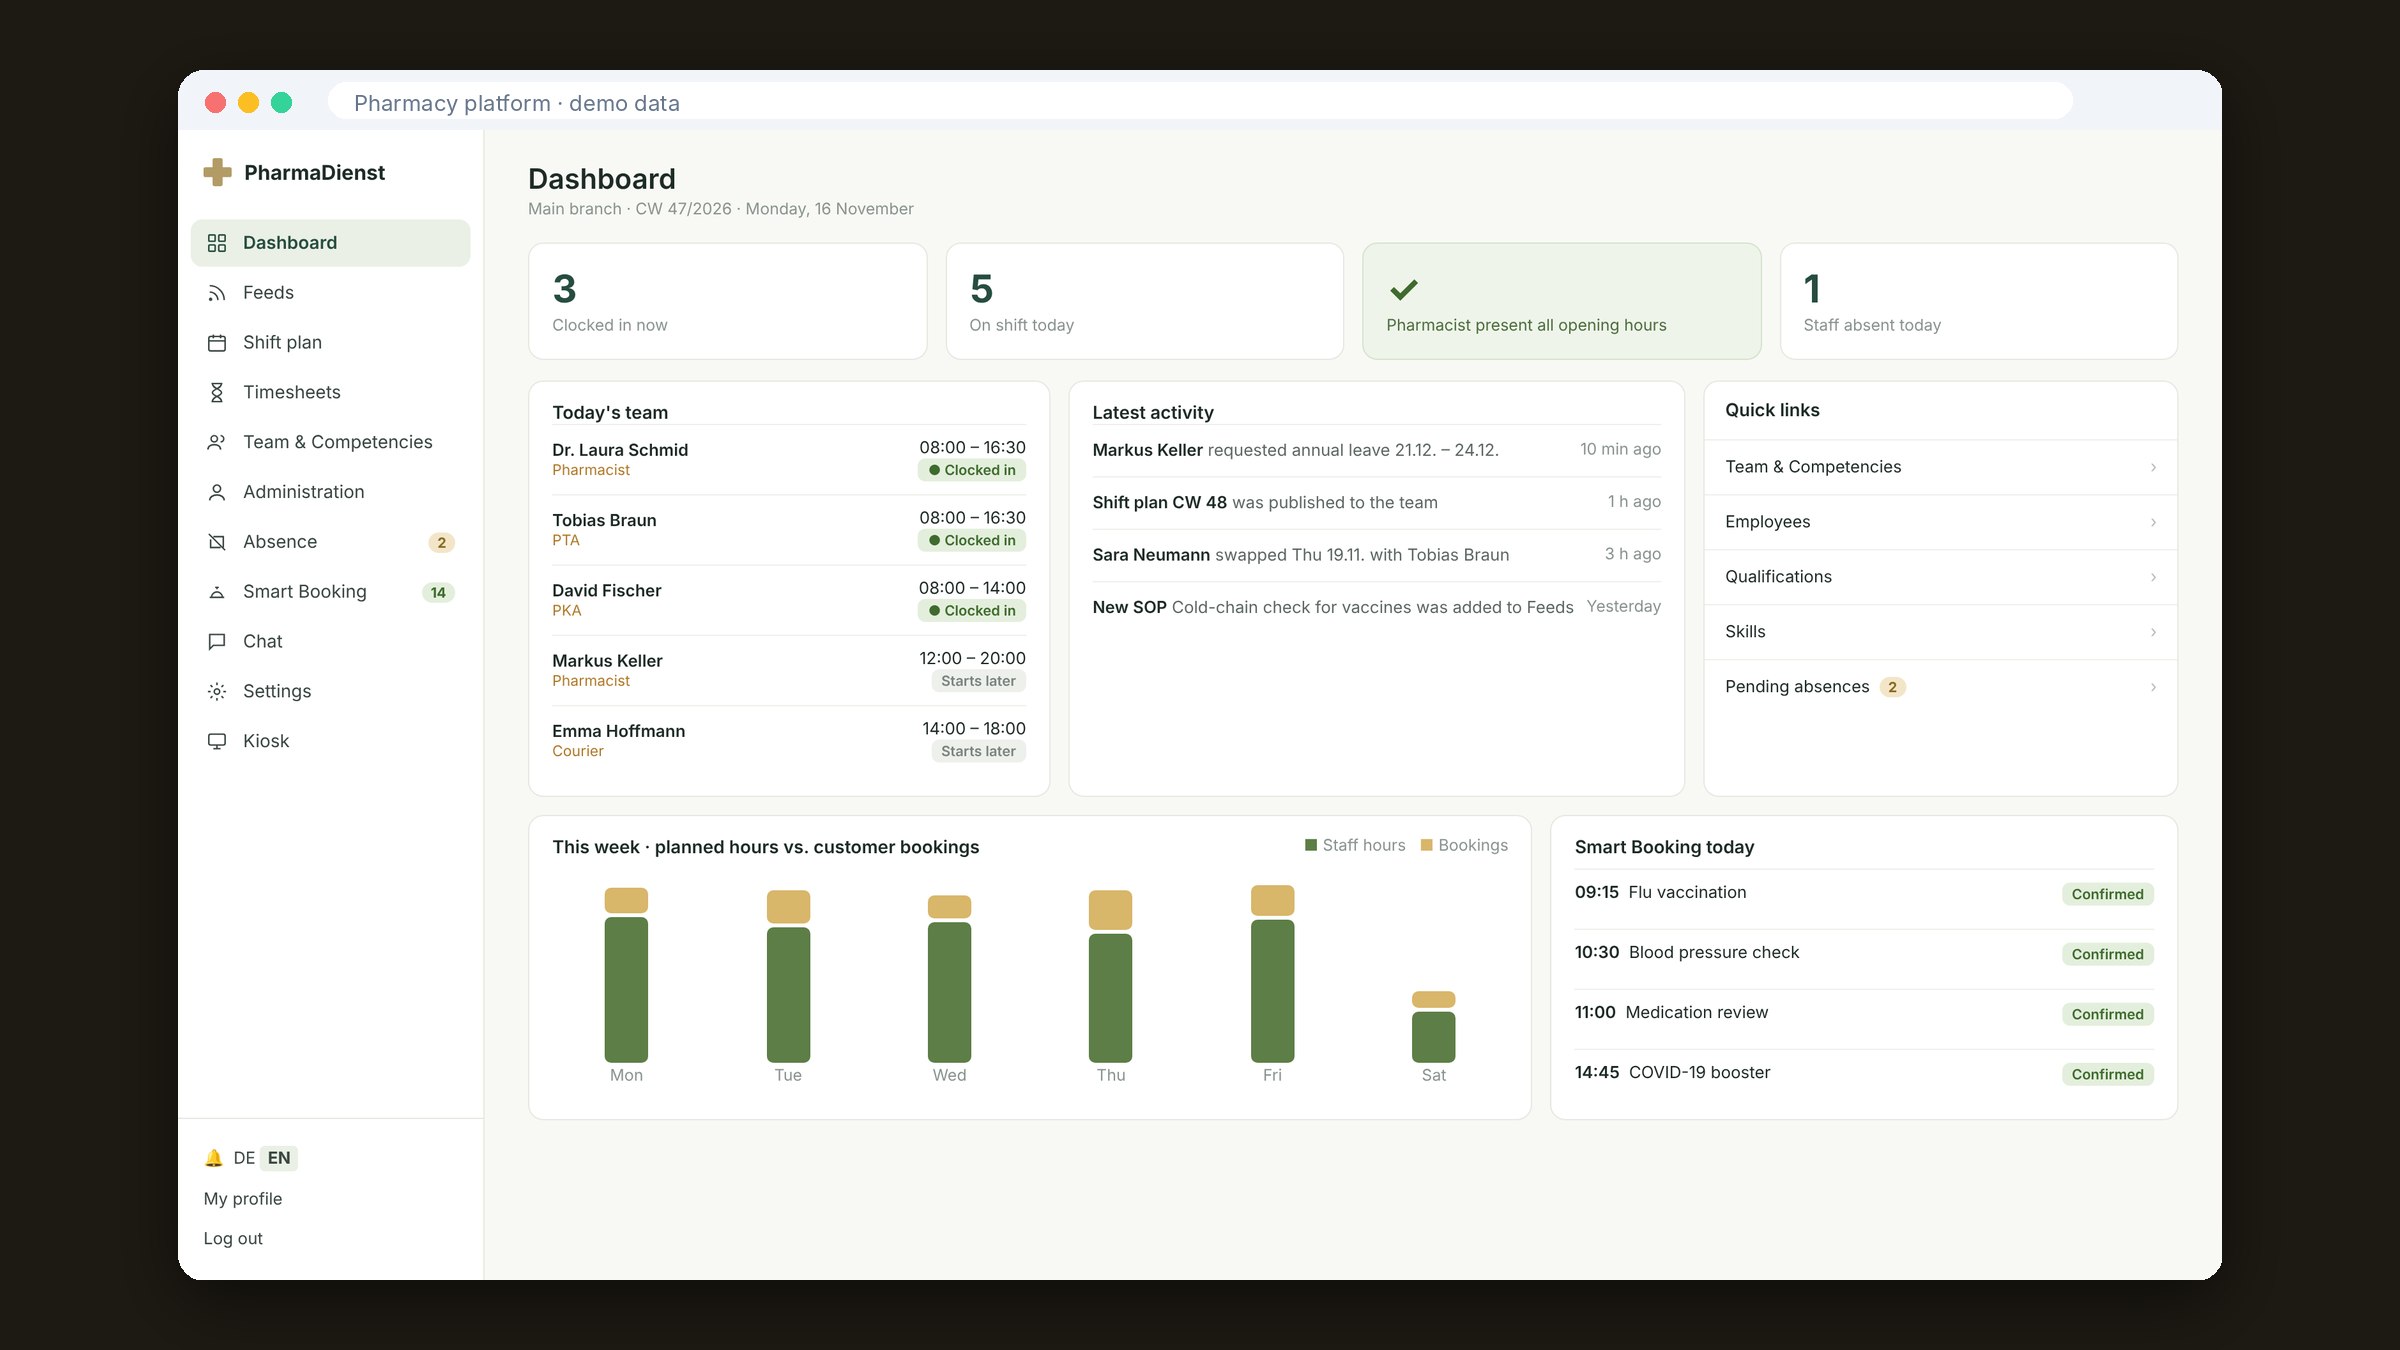 Pharmacy platform · demo data
PharmaDienst
Dashboard
Feeds
Shift plan
Timesheets
Team & Competencies
Administration
Absence 2
Smart Booking 14
Chat
Settings
Kiosk
DE EN
My profile
Log out
Dashboard
Main branch · CW 47/2026 · Monday, 16 November
3
Clocked in now
5
On shift today
Pharmacist present all opening hours
1
Staff absent today
Today's team
Dr. Laura Schmid 08:00 – 16:30
Pharmacist Clocked in
Tobias Braun 08:00 – 16:30
PTA Clocked in
David Fischer 08:00 – 14:00
PKA Clocked in
Markus Keller 12:00 – 20:00
Pharmacist Starts later
Emma Hoffmann 14:00 – 18:00
Courier Starts later
Latest activity
Markus Keller requested annual leave 21.12. – 24.12. 10 min ago
Shift plan CW 48 was published to the team 1 h ago
Sara Neumann swapped Thu 19.11. with Tobias Braun 3 h ago
New SOP Cold-chain check for vaccines was added to Feeds Yesterday
Quick links
Team & Competencies
Employees
Qualifications
Skills
Pending absences 2
This week · planned hours vs. customer bookings
Staff hours Bookings
Mon Tue Wed Thu Fri Sat
Smart Booking today
09:15 Flu vaccination Confirmed
10:30 Blood pressure check Confirmed
11:00 Medication review Confirmed
14:45 COVID-19 booster Confirmed